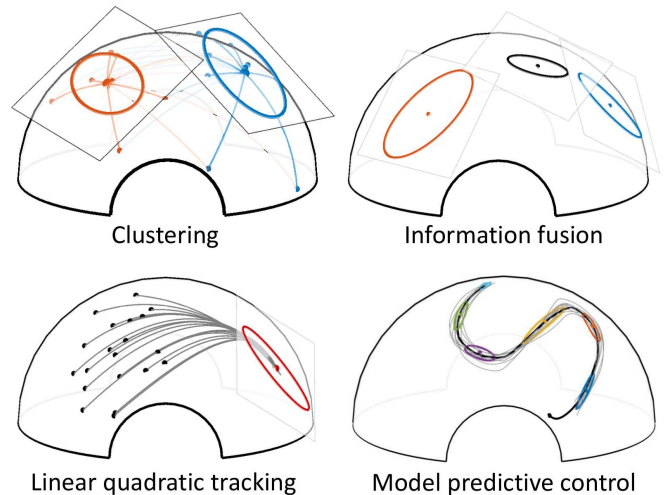 Clustering
Information fusion
Linear quadratic tracking
Model predictive control